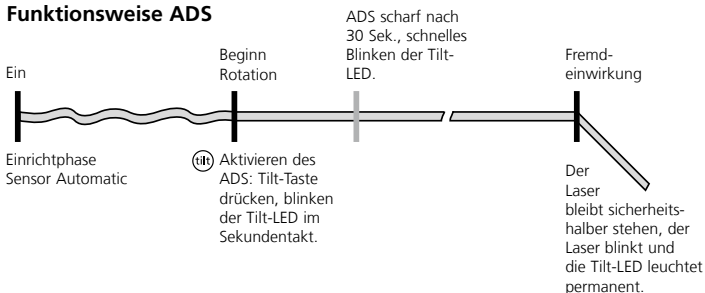 Funktionsweise ADS
Ein
Beginn
Rotation
ADS scharf nach
30 Sek., schnelles
Blinken der Tilt-
LED.
Fremd-
einwirkung
Einrichtphase
Sensor Automatic
tilt Aktivieren des
ADS: Tilt-Taste
drücken, blinken
der Tilt-LED im
Sekundentakt.
Der
Laser
bleibt sicherheits-
halber stehen, der
Laser blinkt und
die Tilt-LED leuchtet
permanent.